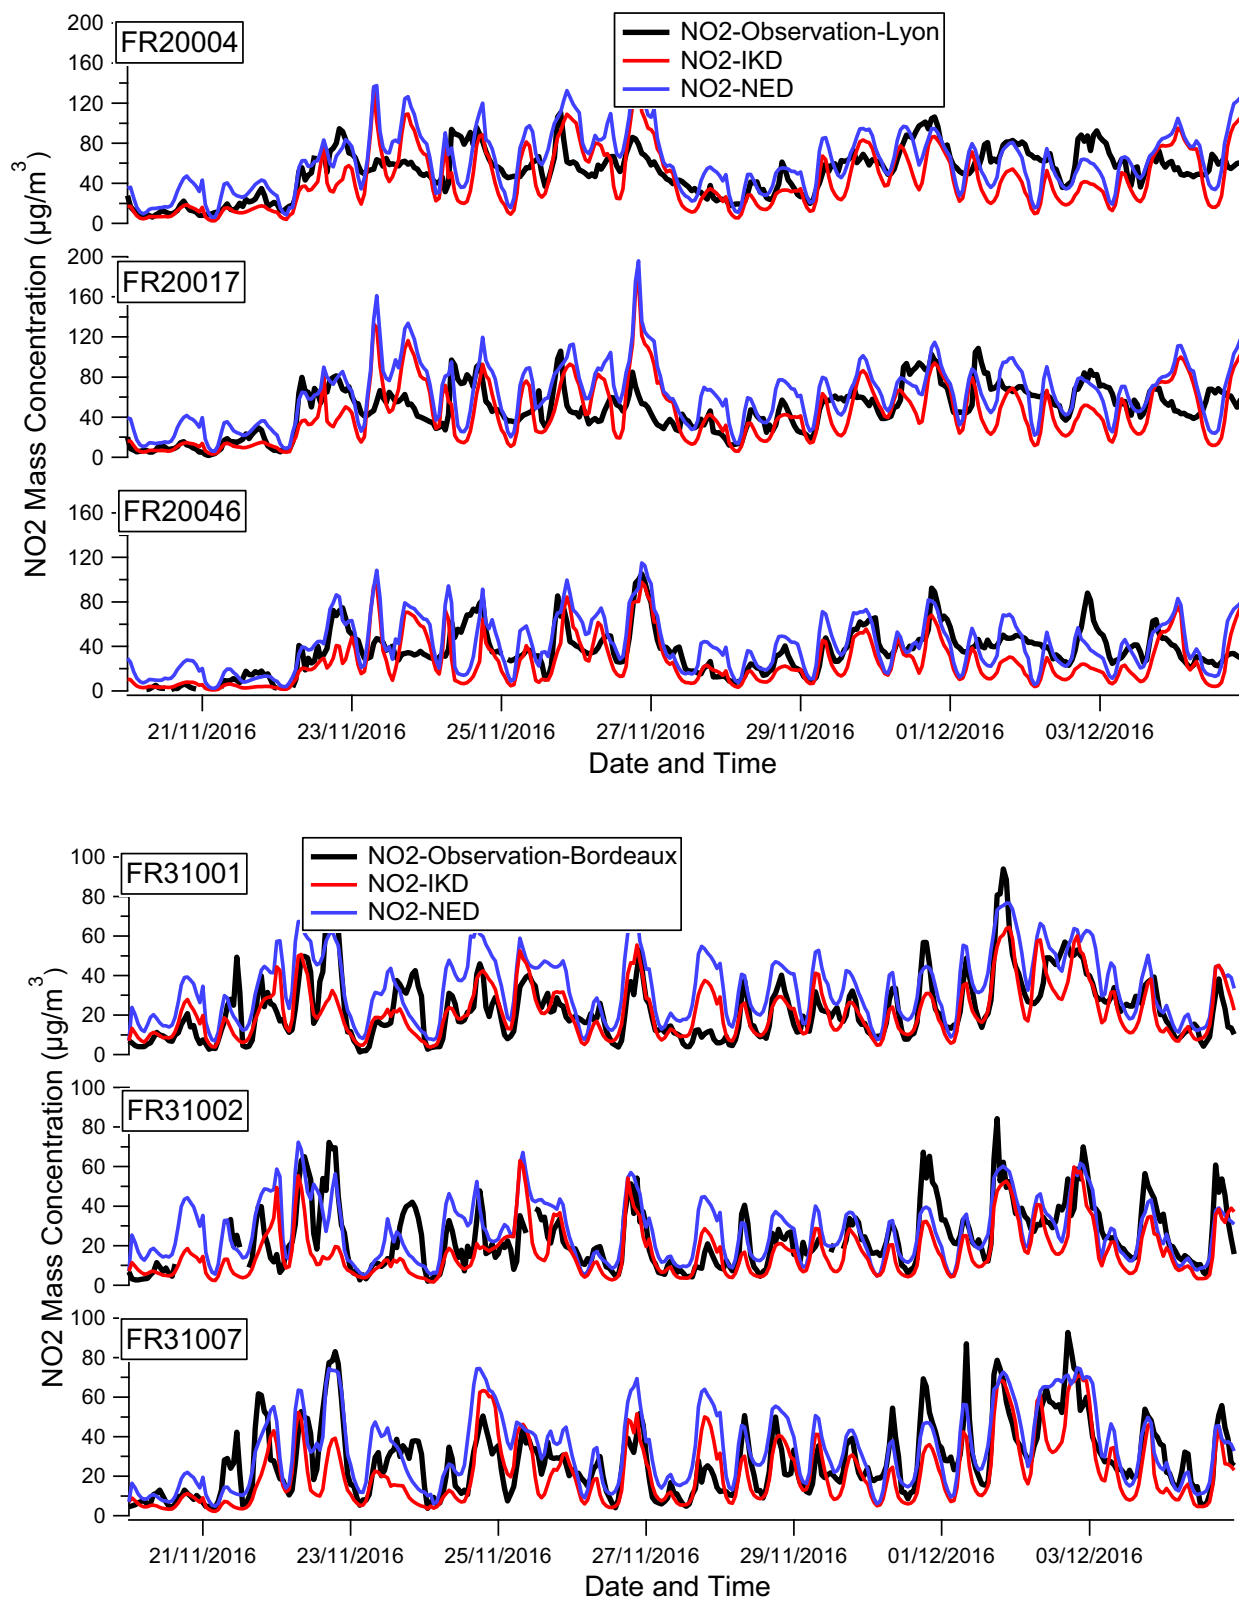 200
160
120
80
40
0
FR20004
NO2-Observation-Lyon
NO2-IKD
NO2-NED
200
160
120
80
40
0
FR20017
160
120
80
40
0
FR20046
NO2 Mass Concentration (µg/m³)
21/11/2016 23/11/2016 25/11/2016 27/11/2016 29/11/2016 01/12/2016 03/12/2016
Date and Time
100
80
60
40
20
0
FR31001
NO2-Observation-Bordeaux
NO2-IKD
NO2-NED
100
80
60
40
20
0
FR31002
100
80
60
40
20
0
FR31007
NO2 Mass Concentration (µg/m³)
21/11/2016 23/11/2016 25/11/2016 27/11/2016 29/11/2016 01/12/2016 03/12/2016
Date and Time